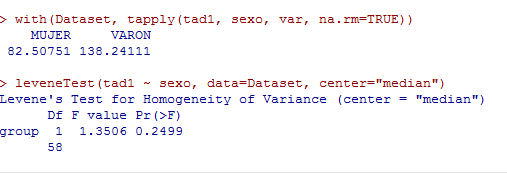 > with(Dataset, tapply(tad1, sexo, var, na.rm=TRUE))
MUJER VARON
82.50751 138.24111
> leveneTest(tad1 ~ sexo, data=Dataset, center="median")
Levene's Test for Homogeneity of Variance (center = "median")
Df F value Pr(>F)
group 1 1.3506 0.2499
58